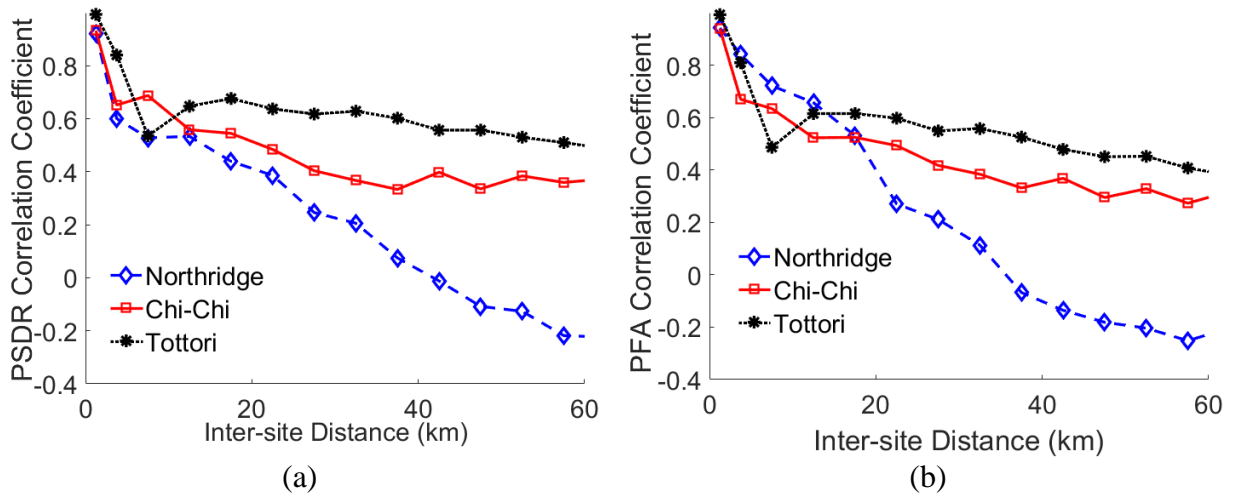 PSDR Correlation Coefficient
0.8
0.6
0.4
0.2
0
-0.2
-0.4
Northridge
Chi-Chi
Tottori
0 20 40 60
Inter-site Distance (km)
(a)
PFA Correlation Coefficient
0.8
0.6
0.4
0.2
0
-0.2
-0.4
Northridge
Chi-Chi
Tottori
0 20 40 60
Inter-site Distance (km)
(b)